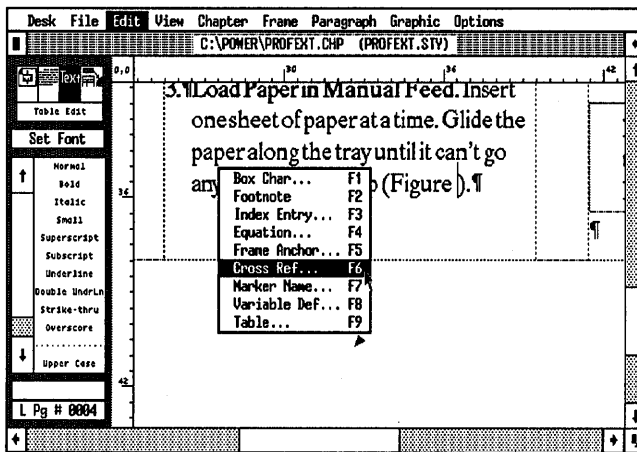 Desk File Edit View Chapter Frame Paragraph Graphic Options
C:\POWER\PROFEXT.CHP (PROFEXT.STY)
Text
Table Edit
Set Font
Normal
Bold
Italic
Small
Superscript
Subscript
Underline
Double UndrLn
Strike-thru
Overscore
Upper Case
L Pg # 0004
0,0
30
36
42
36
42
3.¶Load Paper in Manual Feed. Insert
one sheet of paper at a time. Glide the
paper along the tray until it can't go
(Figure ).¶
¶
Box Char... F1
Footnote F2
Index Entry... F3
Equation... F4
Frame Anchor... F5
Cross Ref... F6
Marker Name... F7
Variable Def... F8
Table... F9